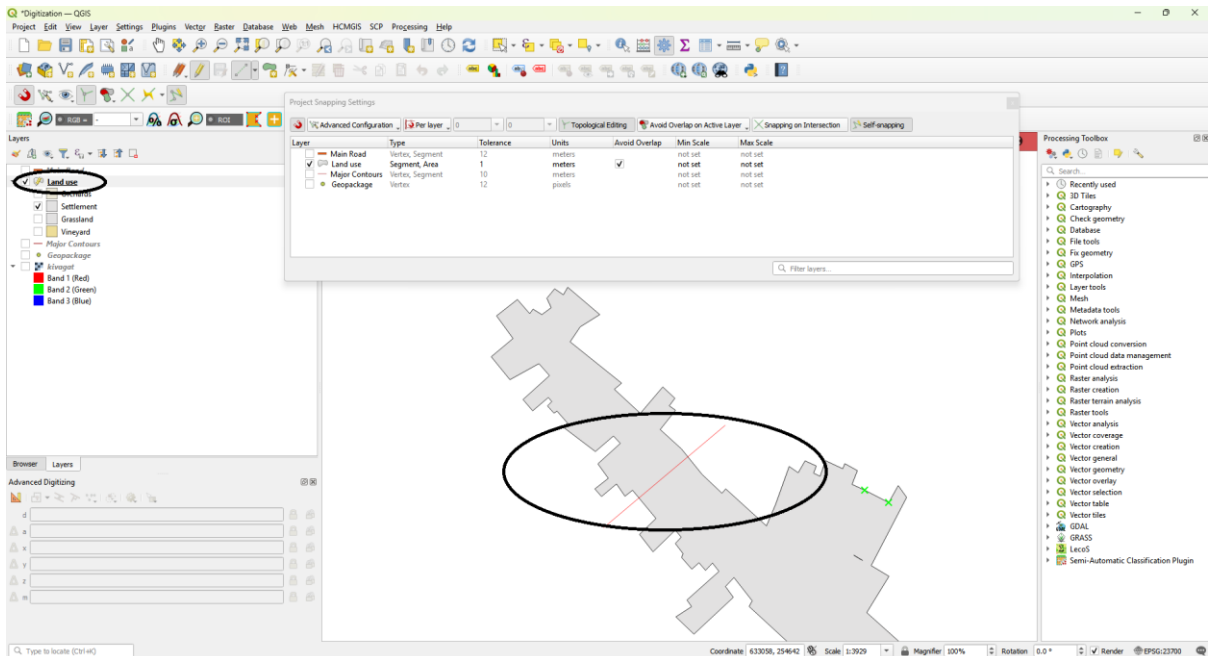 *Digitization — QGIS
Project Edit View Layer Settings Plugins Vector Raster Database Web Mesh HCMGIS SCP Processing Help
RGB = - ROI
Project Snapping Settings
Advanced Configuration Per layer 0 0 Topological Editing Avoid Overlap on Active Layer Snapping on Intersection Self-snapping
Layer Type Tolerance Units Avoid Overlap Min Scale Max Scale
Main Road Vertex, Segment 12 meters not set not set
Land use Segment, Area 1 meters not set not set
Major Contours Vertex, Segment 10 meters not set not set
Geopackage Vertex 12 pixels not set not set
Filter layers...
Layers
Land use
Settlement
Grassland
Vineyard
Major Contours
Geopackage
kivagat
Band 1 (Red)
Band 2 (Green)
Band 3 (Blue)
Browser Layers
Advanced Digitizing
d
a
x
y
z
m
Processing Toolbox
Search...
Recently used
3D Tiles
Cartography
Check geometry
Database
File tools
Fix geometry
GPS
Interpolation
Layer tools
Mesh
Metadata tools
Network analysis
Plots
Point cloud conversion
Point cloud data management
Point cloud extraction
Raster analysis
Raster creation
Raster terrain analysis
Raster tools
Vector analysis
Vector coverage
Vector creation
Vector general
Vector geometry
Vector overlay
Vector selection
Vector table
Vector tiles
GDAL
GRASS
LecoS
Semi-Automatic Classification Plugin
Type to locate (Ctrl+K)
Coordinate 633058, 254642 Scale 1:3929 Magnifier 100% Rotation 0.0 ° Render EPSG:23700